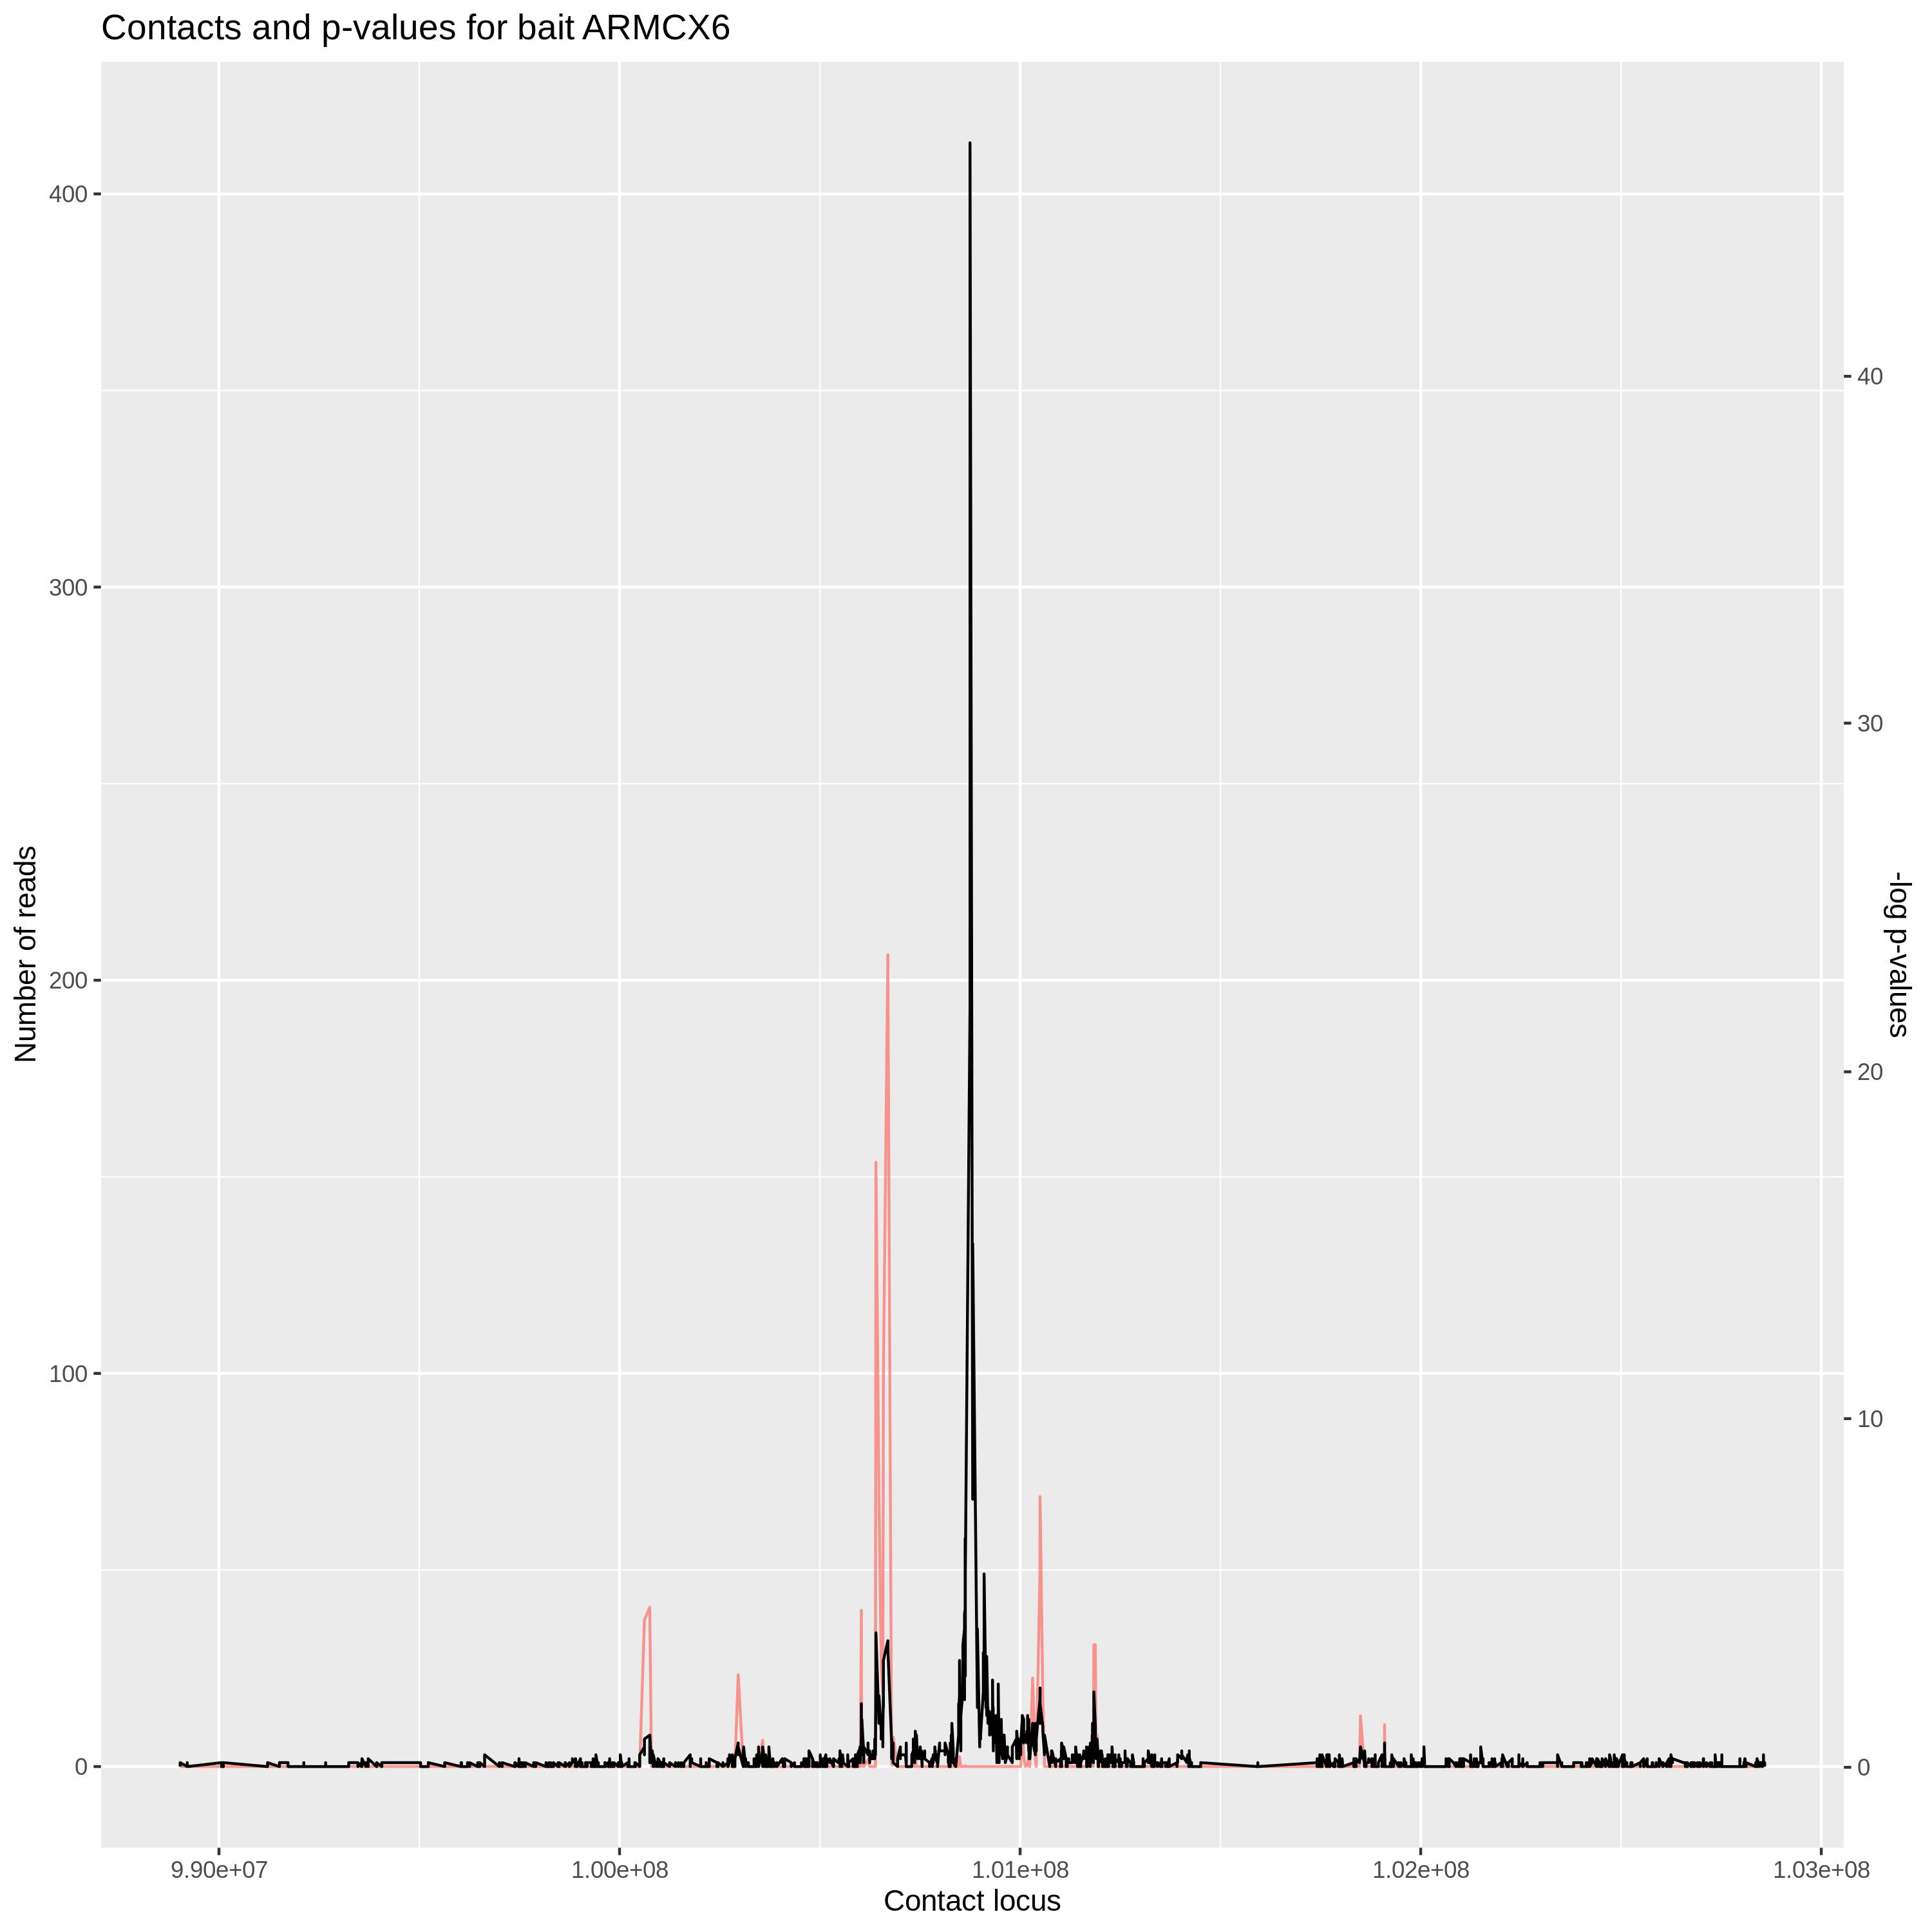 Contacts and p-values for bait ARMCX6
400
300
200
100
0
Number of reads
40
30
20
10
0
-log p-values
9.90e+07
1.00e+08
1.01e+08
1.02e+08
1.03e+08
Contact locus